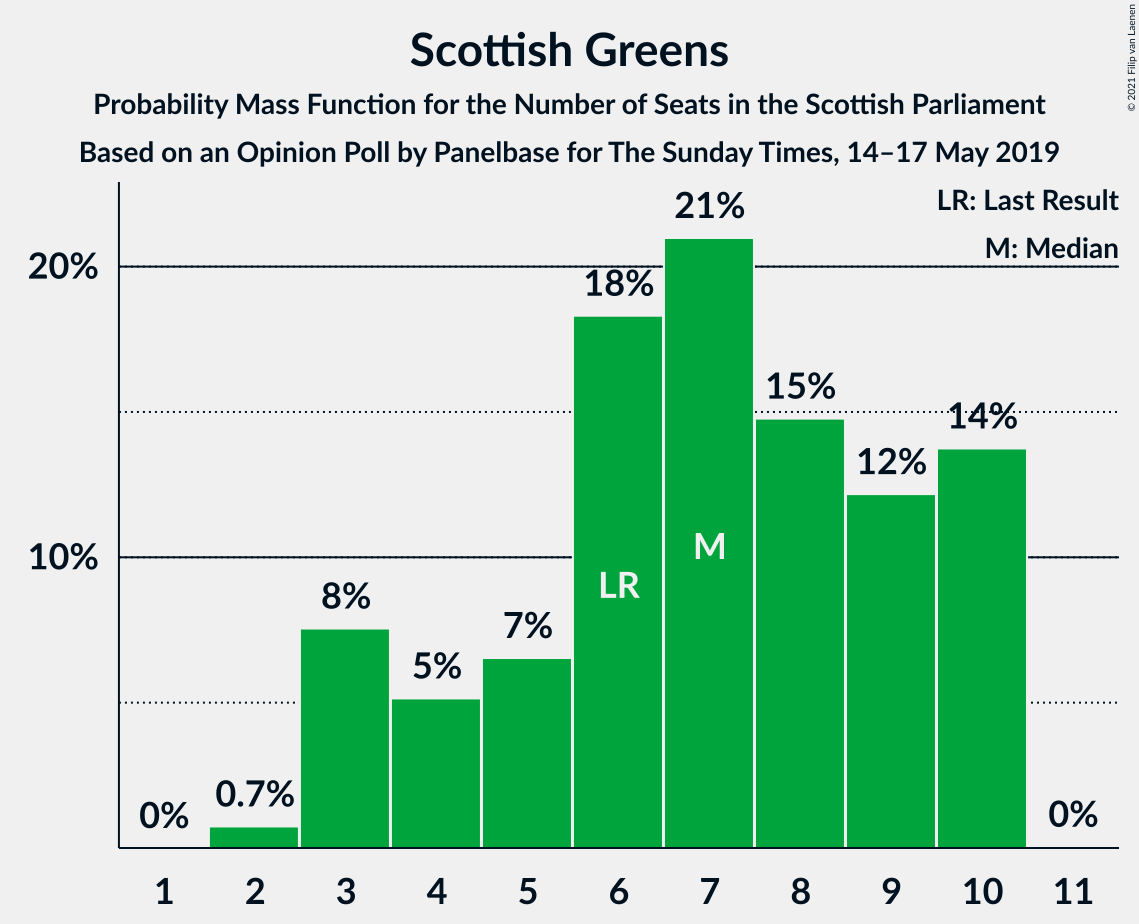 Scottish Greens
Probability Mass Function for the Number of Seats in the Scottish Parliament
Based on an Opinion Poll by Panelbase for The Sunday Times, 14–17 May 2019
© 2021 Filip van Laenen
LR: Last Result
M: Median
20%
10%
0%
0.7%
8%
5%
7%
18%
21%
15%
12%
14%
0%
LR
M
1 2 3 4 5 6 7 8 9 10 11